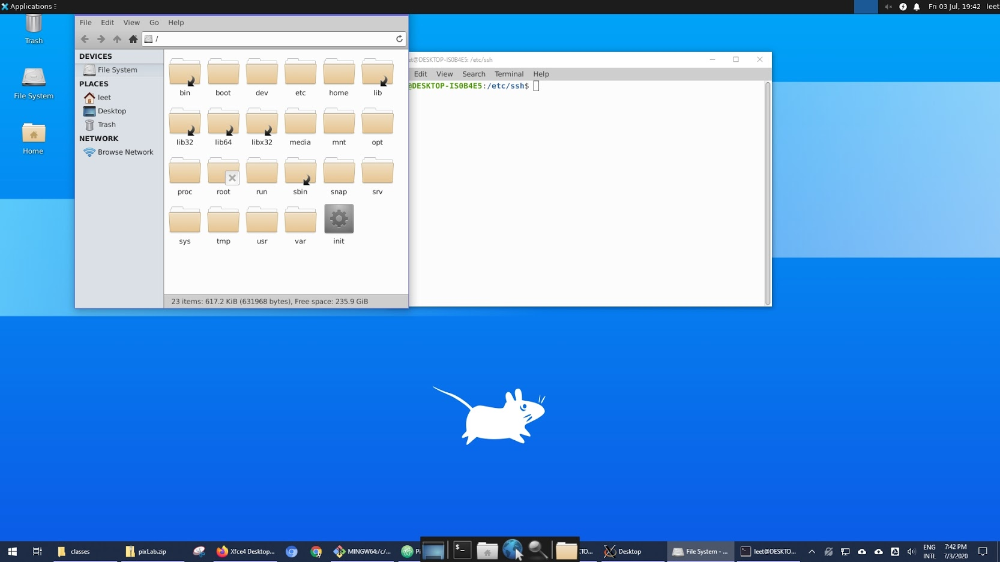 Applications
Fri 03 Jul, 19:42 leet
Trash
File System
Home
File Edit View Go Help
/
DEVICES
File System
PLACES
leet
Desktop
Trash
NETWORK
Browse Network
bin boot dev etc home lib
lib32 lib64 libx32 media mnt opt
proc root run sbin snap srv
sys tmp usr var init
23 items: 617.2 KiB (631968 bytes), Free space: 235.9 GiB
et@DESKTOP-IS0B4E5: /etc/ssh
Edit View Search Terminal Help
@DESKTOP-IS0B4E5:/etc/ssh$
classes
pixLab.zip
Xfce4 Desktop...
MINGW64:/c/...
Pi
TO...
Desktop
File System - ...
leet@DESKTO...
ENG
INTL
7:42 PM
7/3/2020